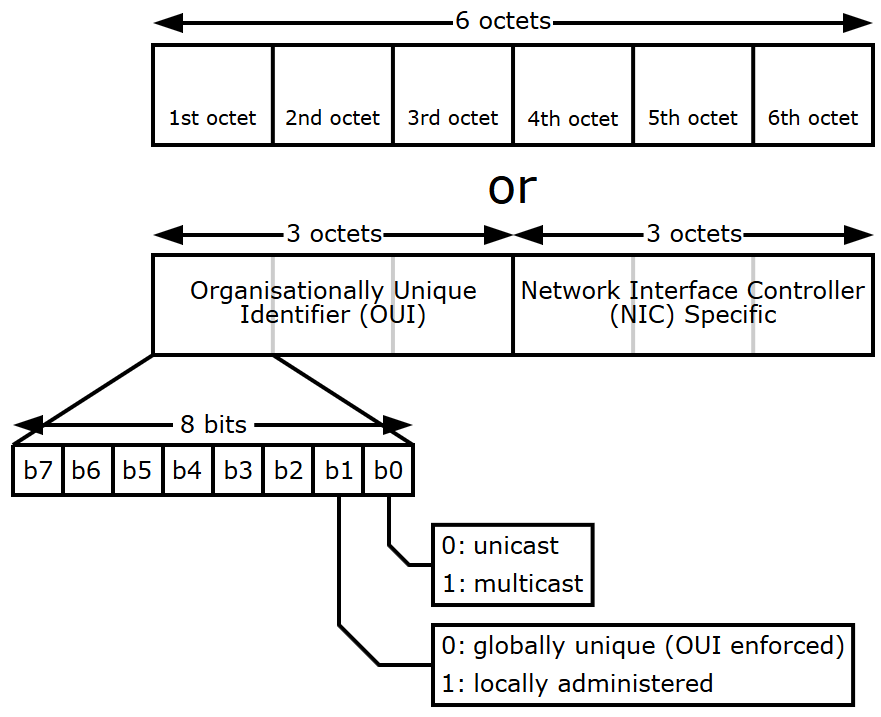 6 octets
1st octet 2nd octet 3rd octet 4th octet 5th octet 6th octet
or
3 octets 3 octets
Organisationally Unique
Identifier (OUI)
Network Interface Controller
(NIC) Specific
8 bits
b7 b6 b5 b4 b3 b2 b1 b0
0: unicast
1: multicast
0: globally unique (OUI enforced)
1: locally administered